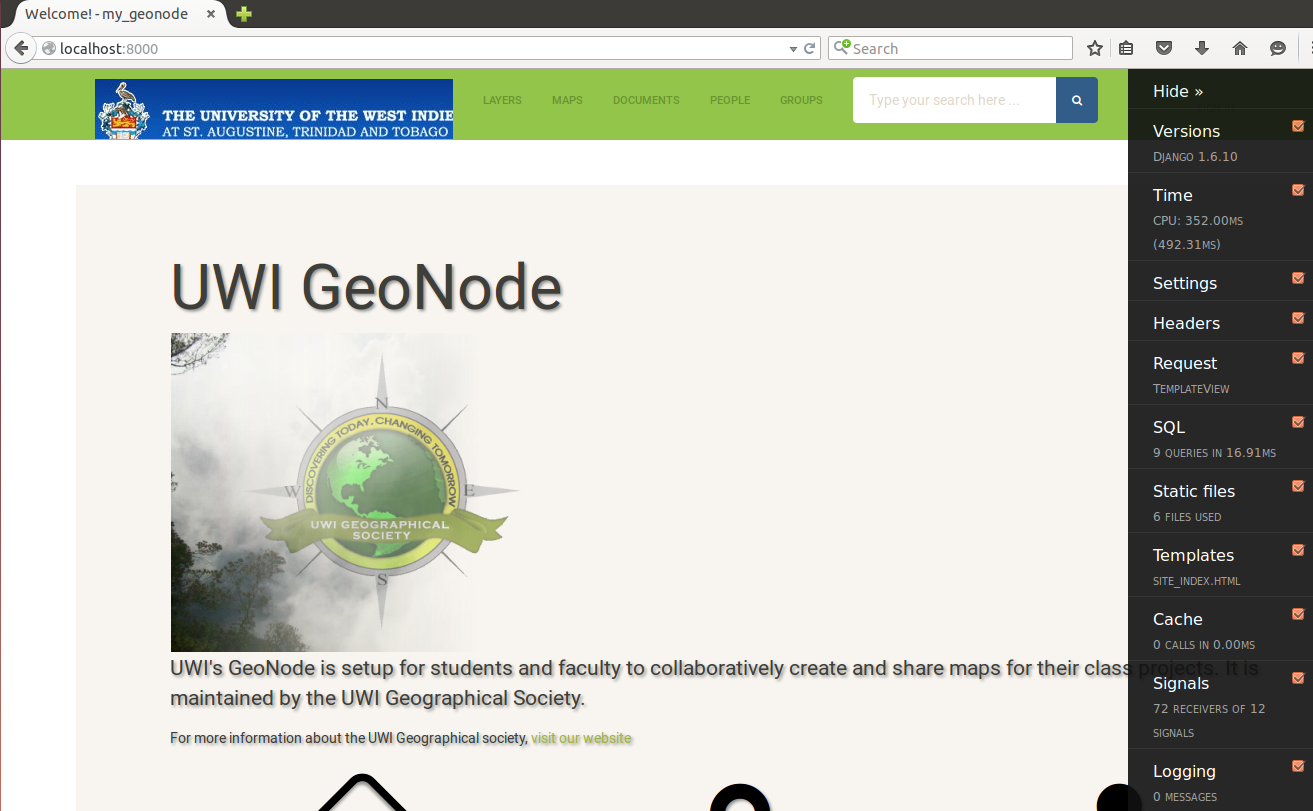 Welcome! - my_geonode
localhost:8000
Search
THE UNIVERSITY OF THE WEST INDIE
AT ST. AUGUSTINE, TRINIDAD AND TOBAGO
LAYERS MAPS DOCUMENTS PEOPLE GROUPS
Type your search here ...
UWI GeoNode
N
DISCOVERING TODAY, CHANGING TOMORROW
W E
UWI GEOGRAPHICAL
SOCIETY
S
UWI's GeoNode is setup for students and faculty to collaboratively create and share maps for their class projects. It is
maintained by the UWI Geographical Society.
For more information about the UWI Geographical society, visit our website
Hide »
Versions
Django 1.6.10
Time
CPU: 352.00ms
(492.31ms)
Settings
Headers
Request
TemplateView
SQL
9 queries in 16.91ms
Static files
6 files used
Templates
site_index.html
Cache
0 calls in 0.00ms
Signals
72 receivers of 12
signals
Logging
0 messages